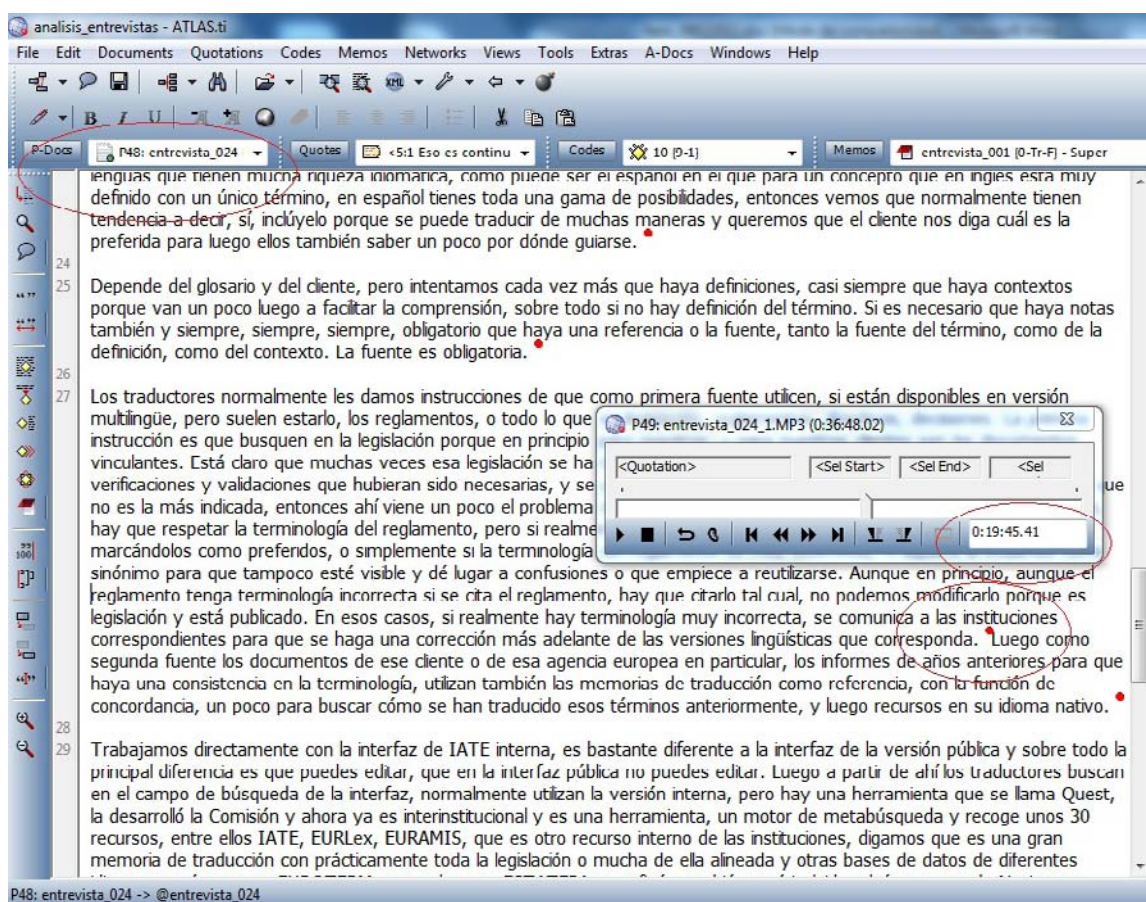 analisis_entrevistas - ATLAS.ti
File Edit Documents Quotations Codes Memos Networks Views Tools Extras A-Docs Windows Help
B I U
P-Docs P48: entrevista_024 Quotes <5:1 Eso es continu Codes 10 {9-1} Memos entrevista_001 {0-Tr-F} - Super
lenguas que tienen mucha riqueza idiomática, como puede ser el español en el que para un concepto que en inglés está muy
definido con un único término, en español tienes toda una gama de posibilidades, entonces vemos que normalmente tienen
tendencia a decir, sí, inclúyelo porque se puede traducir de muchas maneras y queremos que el cliente nos diga cuál es la
preferida para luego ellos también saber un poco por dónde guiarse.
24
25 Depende del glosario y del cliente, pero intentamos cada vez más que haya definiciones, casi siempre que haya contextos
porque van un poco luego a facilitar la comprensión, sobre todo si no hay definición del término. Si es necesario que haya notas
también y siempre, siempre, siempre, obligatorio que haya una referencia o la fuente, tanto la fuente del término, como de la
definición, como del contexto. La fuente es obligatoria.
26
27 Los traductores normalmente les damos instrucciones de que como primera fuente utilicen, si están disponibles en versión
multilingüe, pero suelen estarlo, los reglamentos, o todo lo que
instrucción es que busquen en la legislación porque en principio
vinculantes. Está claro que muchas veces esa legislación se ha
verificaciones y validaciones que hubieran sido necesarias, y se ue
no es la más indicada, entonces ahí viene un poco el problema
hay que respetar la terminología del reglamento, pero si realme
marcándolos como preferidos, o simplemente si la terminología
P49: entrevista_024_1.MP3 (0:36:48.02)
<Quotation> <Sel Start> <Sel End> <Sel
0:19:45.41
sinónimo para que tampoco esté visible y dé lugar a confusiones o que empiece a reutilizarse. Aunque en principio, aunque el
reglamento tenga terminología incorrecta si se cita el reglamento, hay que citarlo tal cual, no podemos modificarlo porque es
legislación y está publicado. En esos casos, si realmente hay terminología muy incorrecta, se comunica a las instituciones
correspondientes para que se haga una corrección más adelante de las versiones lingüísticas que corresponda. Luego como
segunda fuente los documentos de ese cliente o de esa agencia europea en particular, los informes de años anteriores para que
haya una consistencia en la terminología, utilizan también las memorias de traducción como referencia, con la función de
concordancia, un poco para buscar cómo se han traducido esos términos anteriormente, y luego recursos en su idioma nativo.
28
29 Trabajamos directamente con la interfaz de IATE interna, es bastante diferente a la interfaz de la versión pública y sobre todo la
principal diferencia es que puedes editar, que en la interfaz pública no puedes editar. Luego a partir de ahí los traductores buscan
en el campo de búsqueda de la interfaz, normalmente utilizan la versión interna, pero hay una herramienta que se llama Quest,
la desarrolló la Comisión y ahora ya es interinstitucional y es una herramienta, un motor de metabúsqueda y recoge unos 30
recursos, entre ellos IATE, EURLex, EURAMIS, que es otro recurso interno de las instituciones, digamos que es una gran
memoria de traducción con prácticamente toda la legislación o mucha de ella alineada y otras bases de datos de diferentes
P48: entrevista_024 -> @entrevista_024